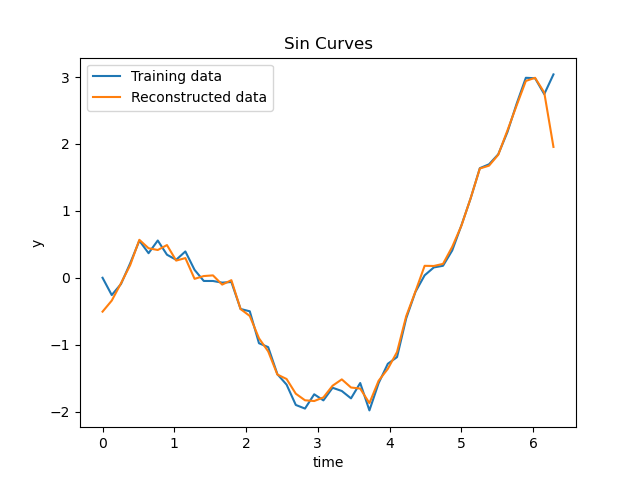 Sin Curves
Training data
Reconstructed data
3
2
1
0
−1
−2
y
0 1 2 3 4 5 6
time